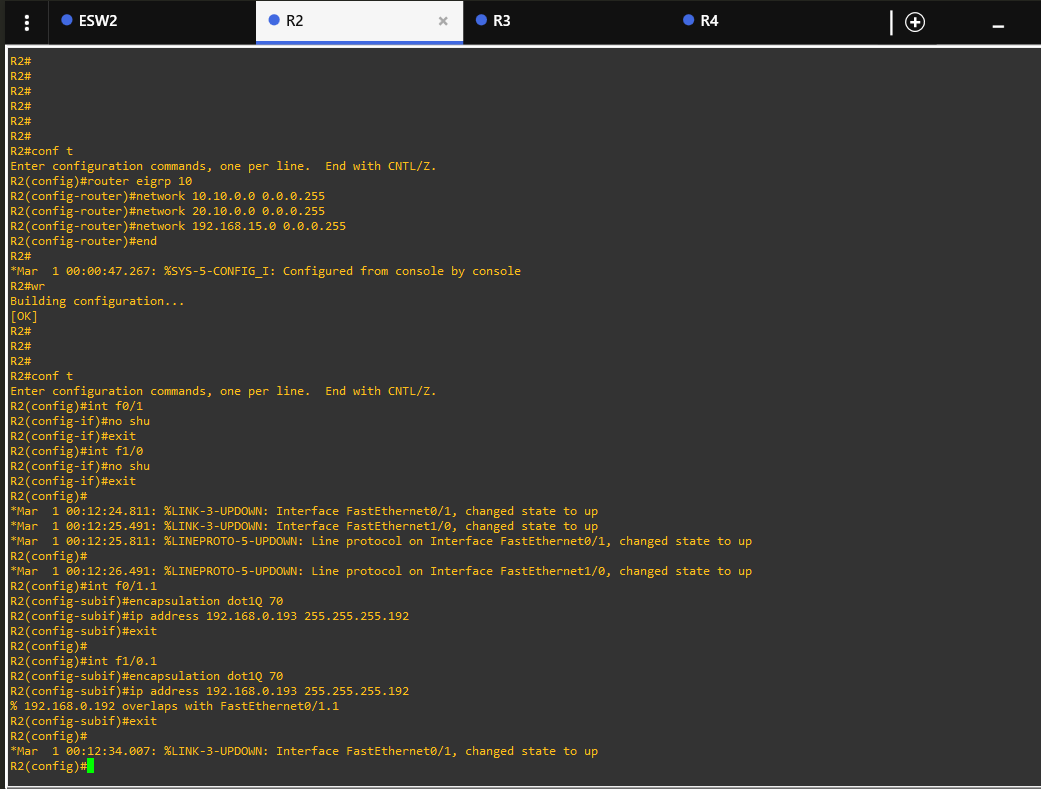 ESW2
R2
R3
R4
R2#
R2#
R2#
R2#
R2#
R2#
R2#conf t
Enter configuration commands, one per line.  End with CNTL/Z.
R2(config)#router eigrp 10
R2(config-router)#network 10.10.0.0 0.0.0.255
R2(config-router)#network 20.10.0.0 0.0.0.255
R2(config-router)#network 192.168.15.0 0.0.0.255
R2(config-router)#end
R2#
*Mar  1 00:00:47.267: %SYS-5-CONFIG_I: Configured from console by console
R2#wr
Building configuration...
[OK]
R2#
R2#
R2#
R2#conf t
Enter configuration commands, one per line.  End with CNTL/Z.
R2(config)#int f0/1
R2(config-if)#no shu
R2(config-if)#exit
R2(config)#int f1/0
R2(config-if)#no shu
R2(config-if)#exit
R2(config)#
*Mar  1 00:12:24.811: %LINK-3-UPDOWN: Interface FastEthernet0/1, changed state to up
*Mar  1 00:12:25.491: %LINK-3-UPDOWN: Interface FastEthernet1/0, changed state to up
*Mar  1 00:12:25.811: %LINEPROTO-5-UPDOWN: Line protocol on Interface FastEthernet0/1, changed state to up
R2(config)#
*Mar  1 00:12:26.491: %LINEPROTO-5-UPDOWN: Line protocol on Interface FastEthernet1/0, changed state to up
R2(config)#int f0/1.1
R2(config-subif)#encapsulation dot1Q 70
R2(config-subif)#ip address 192.168.0.193 255.255.255.192
R2(config-subif)#exit
R2(config)#
R2(config)#int f1/0.1
R2(config-subif)#encapsulation dot1Q 70
R2(config-subif)#ip address 192.168.0.193 255.255.255.192
% 192.168.0.192 overlaps with FastEthernet0/1.1
R2(config-subif)#exit
R2(config)#
*Mar  1 00:12:34.007: %LINK-3-UPDOWN: Interface FastEthernet0/1, changed state to up
R2(config)#